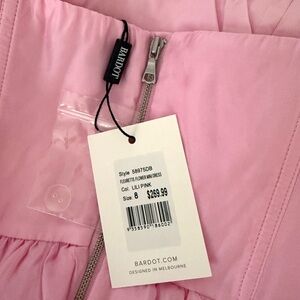 BARDOT
Style 58975DB
FLEURETTE FLOWER MINI DRESS
Col: LILI PINK
Size: 8 $269.99
BARDOT.COM
DESIGNED IN MELBOURNE